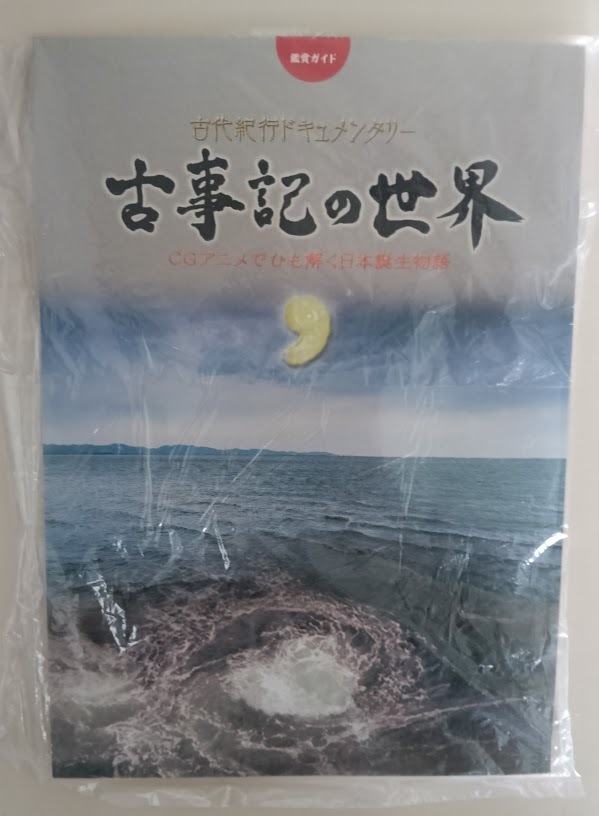 鑑賞ガイド
古代紀行ドキュメンタリー
古事記の世界
CGアニメでひも解く日本誕生物語